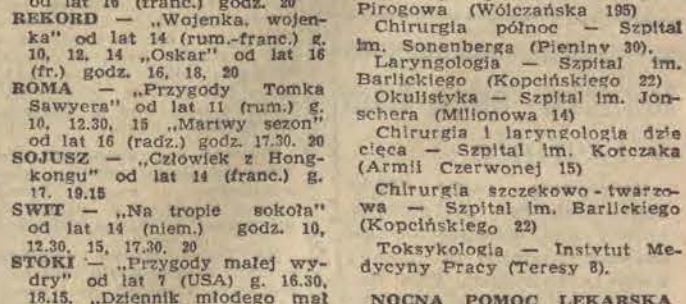 od lat 16 (franc.) godz. 20
REKORD — „Wojenka, wojen-
ka" od lat 14 (rum.-franc.) g.
10, 12, 14 „Oskar" od lat 16
(fr.) godz. 16, 18, 20
ROMA — „Przygody Tomka
Sawyera" od lat 11 (rum.) g.
10, 12.30, 15 „Martwy sezon"
od lat 16 (radz.) godz. 17.30. 20
SOJUSZ — „Człowiek z Hong-
kongu" od lat 14 (franc.) g.
17. 19.15
SWIT — „Na tropie sokoła"
od lat 14 (niem.) godz. 10,
12.30, 15, 17.30, 20
STOKI — „Przygody małej wy-
dry" od lat 7 (USA) g. 16.30,
18.15, „Dziennik młodego mał
Pirogowa (Wólczańska 195)
Chirurgia północ — Szpital
im. Sonenberga (Pieniny 30).
Laryngologia — Szpital im.
Barlickiego (Kopcińskiego 22)
Okulistyka — Szpital im. Jon-
schera (Milionowa 14)
Chirurgia i laryngologia dzie
cięca — Szpital im. Korczaka
(Armii Czerwonej 15)
Chirurgia szczękowo-twarzo-
wa — Szpital im. Barlickiego
(Kopcińskiego 22)
Toksykologia — Instytut Me-
dycyny Pracy (Teresy 8).
NOCNA POMOC LEKARSKA